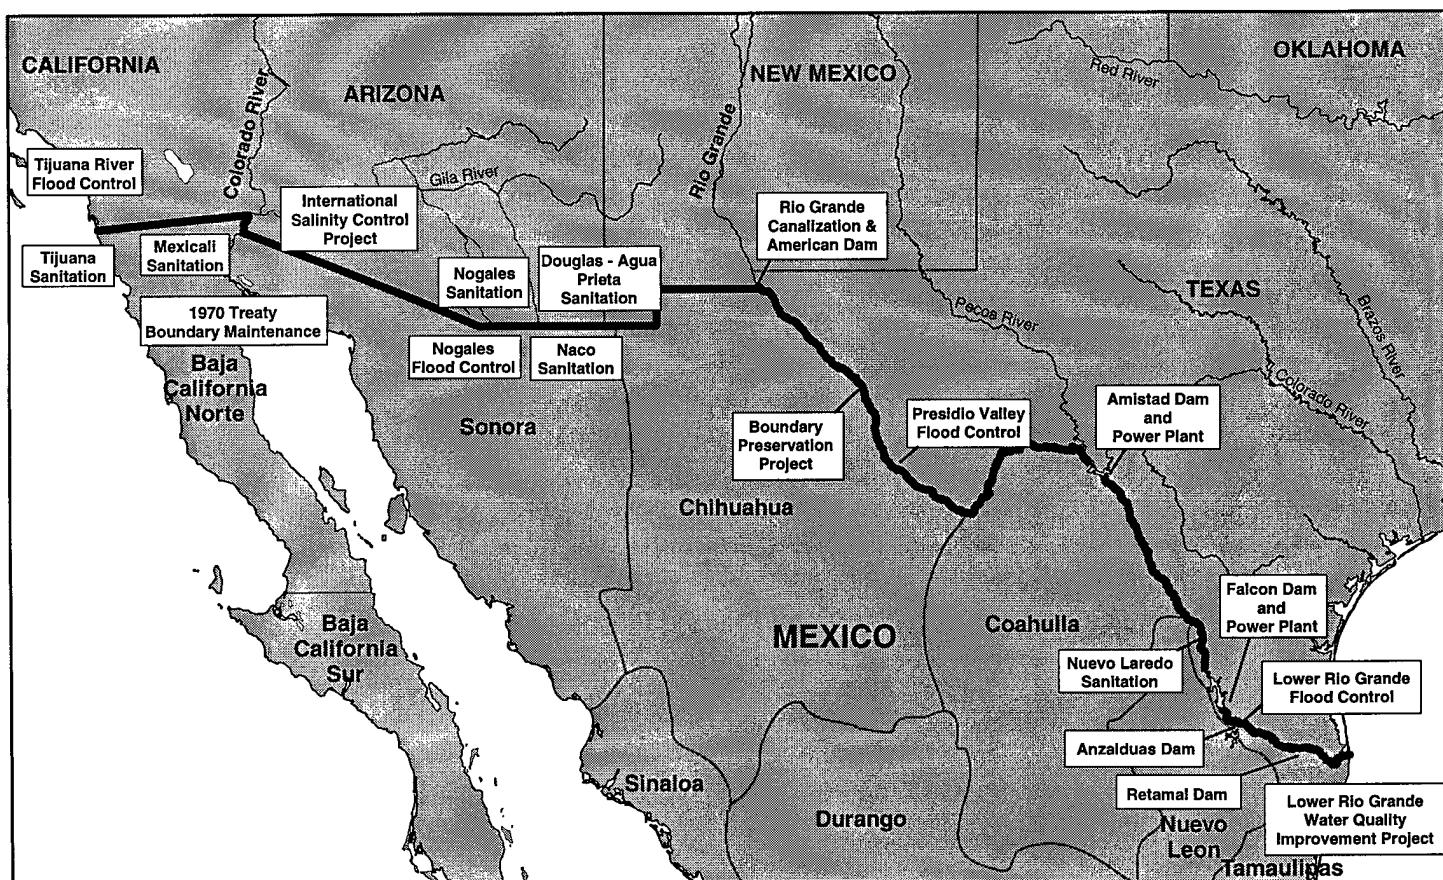 CALIFORNIA
ARIZONA
NEW MEXICO
OKLAHOMA
Red River
Colorado River
Rio Grande
Gila River
Tijuana River
Flood Control
International
Salinity Control
Project
Rio Grande
Canalization &
American Dam
Tijuana
Sanitation
Mexicali
Sanitation
Nogales
Sanitation
Douglas - Agua
Prieta
Sanitation
TEXAS
1970 Treaty
Boundary Maintenance
Pecos River
Brazos River
Nogales
Flood Control
Naco
Sanitation
Baja
California
Norte
Colorado River
Sonora
Boundary
Preservation
Project
Presidio Valley
Flood Control
Amistad Dam
and
Power Plant
Chihuahua
Falcon Dam
and
Power Plant
Baja
California
Sur
MEXICO
Coahuila
Nuevo Laredo
Sanitation
Lower Rio Grande
Flood Control
Anzalduas Dam
Sinaloa
Retamal Dam
Durango
Lower Rio Grande
Water Quality
Improvement Project
Nuevo
Leon
Tamaulipas